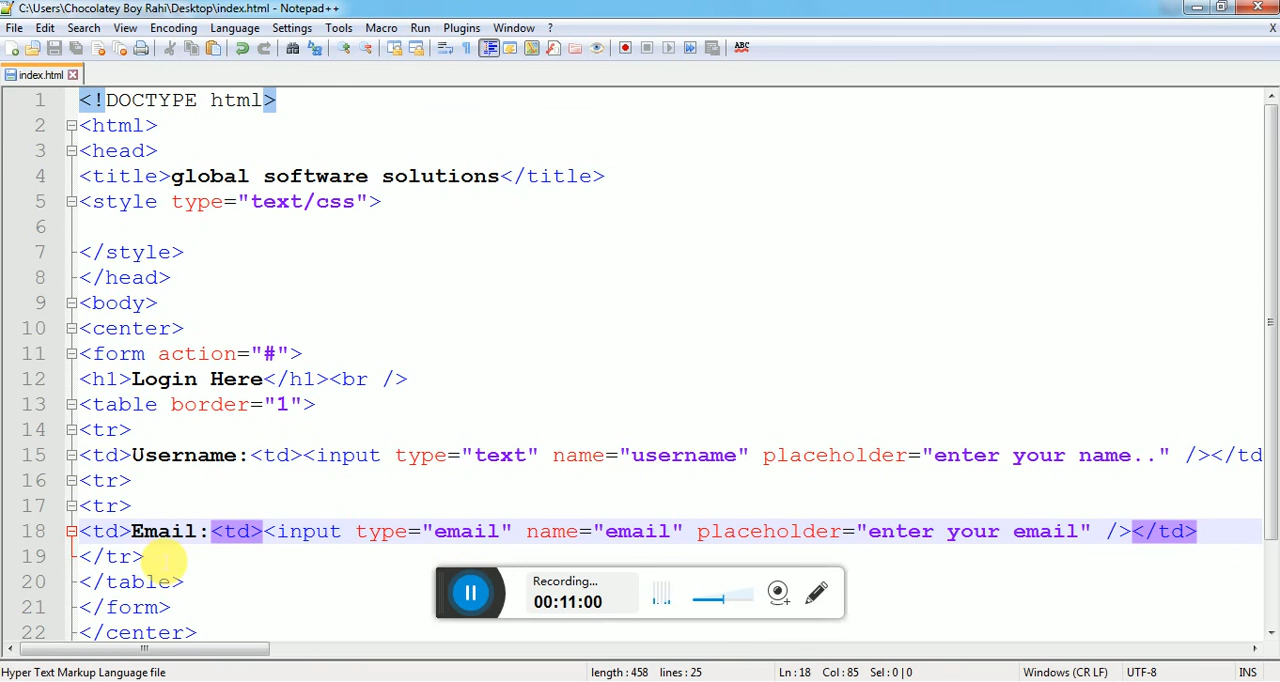 C:\Users\Chocolatey Boy Rahi\Desktop\index.html - Notepad++
File Edit Search View Encoding Language Settings Tools Macro Run Plugins Window ? X
ABC
index.html
1 <!DOCTYPE html>
2 <html>
3 <head>
4 <title>global software solutions</title>
5 <style type="text/css">
6
7 </style>
8 </head>
9 <body>
10 <center>
11 <form action="#">
12 <h1>Login Here</h1><br />
13 <table border="1">
14 <tr>
15 <td>Username:<td><input type="text" name="username" placeholder="enter your name.." /></td
16 <tr>
17 <tr>
18 <td>Email:<td><input type="email" name="email" placeholder="enter your email" /></td>
19 </tr>
20 </table>
21 </form>
22 </center>
Recording...
00:11:00
Hyper Text Markup Language file length : 458 lines : 25 Ln : 18 Col : 85 Sel : 0 | 0 Windows (CR LF) UTF-8 INS